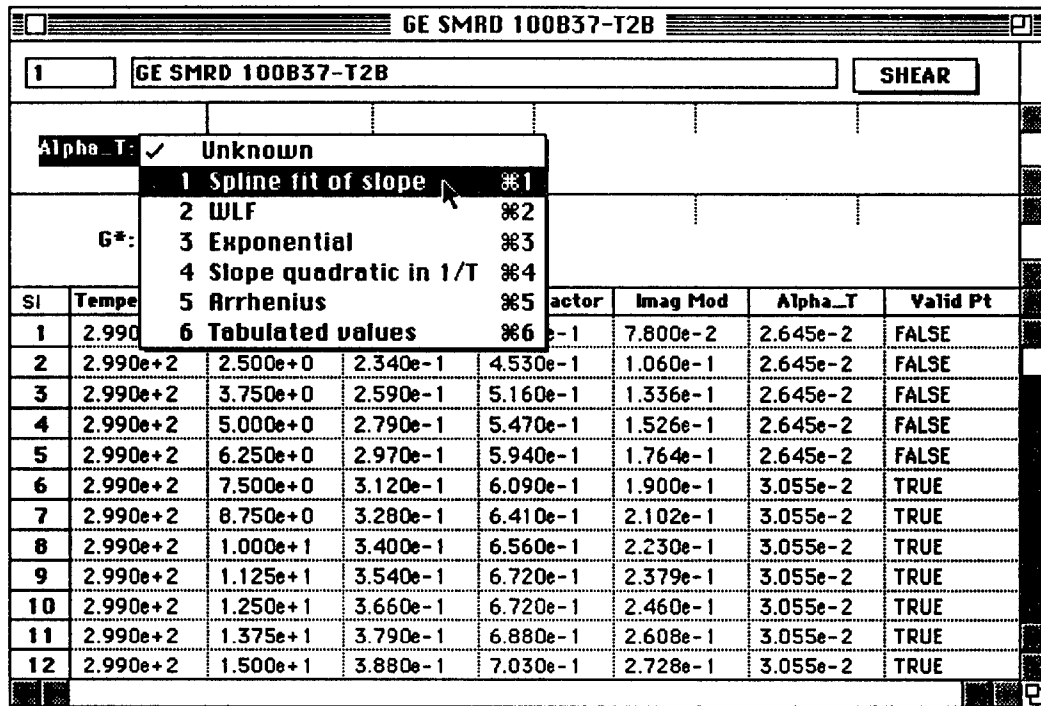 GE SMRD 100B37-T2B
1 GE SMRD 100B37-T2B SHEAR
Alpha_T: ✓ Unknown
1 Spline fit of slope ⌘1
2 WLF ⌘2
G*: 3 Exponential ⌘3
4 Slope quadratic in 1/T ⌘4
5 Arrhenius ⌘5
6 Tabulated values ⌘6
Sl Tempe actor Imag Mod Alpha_T Valid Pt
1 2.990 e-1 7.800e-2 2.645e-2 FALSE
2 2.990e+2 2.500e+0 2.340e-1 4.530e-1 1.060e-1 2.645e-2 FALSE
3 2.990e+2 3.750e+0 2.590e-1 5.160e-1 1.336e-1 2.645e-2 FALSE
4 2.990e+2 5.000e+0 2.790e-1 5.470e-1 1.526e-1 2.645e-2 FALSE
5 2.990e+2 6.250e+0 2.970e-1 5.940e-1 1.764e-1 2.645e-2 FALSE
6 2.990e+2 7.500e+0 3.120e-1 6.090e-1 1.900e-1 3.055e-2 TRUE
7 2.990e+2 8.750e+0 3.280e-1 6.410e-1 2.102e-1 3.055e-2 TRUE
8 2.990e+2 1.000e+1 3.400e-1 6.560e-1 2.230e-1 3.055e-2 TRUE
9 2.990e+2 1.125e+1 3.540e-1 6.720e-1 2.379e-1 3.055e-2 TRUE
10 2.990e+2 1.250e+1 3.660e-1 6.720e-1 2.460e-1 3.055e-2 TRUE
11 2.990e+2 1.375e+1 3.790e-1 6.880e-1 2.608e-1 3.055e-2 TRUE
12 2.990e+2 1.500e+1 3.880e-1 7.030e-1 2.728e-1 3.055e-2 TRUE